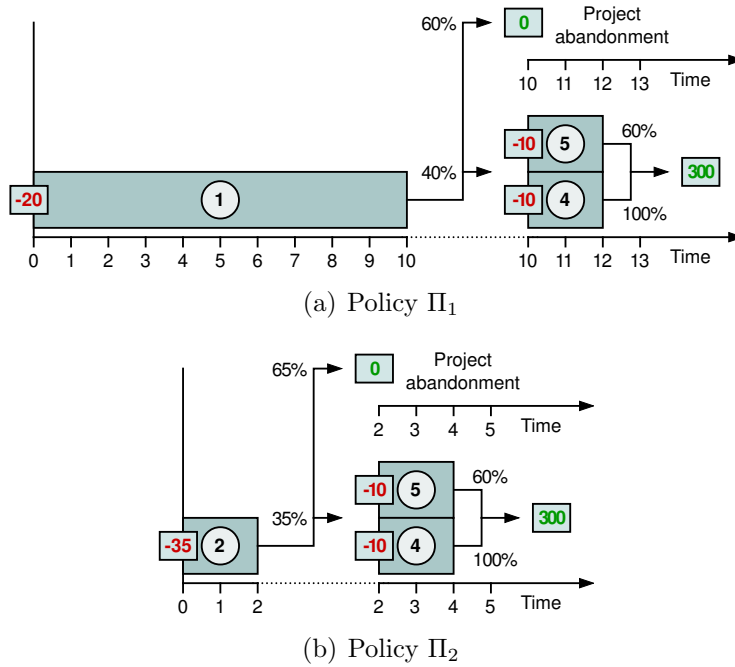 60%
0
Project
abandonment
10 11 12 13 Time
-10 5 60%
40%
300
-20 1
-10 4 100%
0 1 2 3 4 5 6 7 8 9 10
10 11 12 13 Time
(a) Policy Π₁
65%
0
Project
abandonment
2 3 4 5 Time
-10 5 60%
35%
300
-35 2
-10 4 100%
0 1 2
2 3 4 5 Time
(b) Policy Π₂